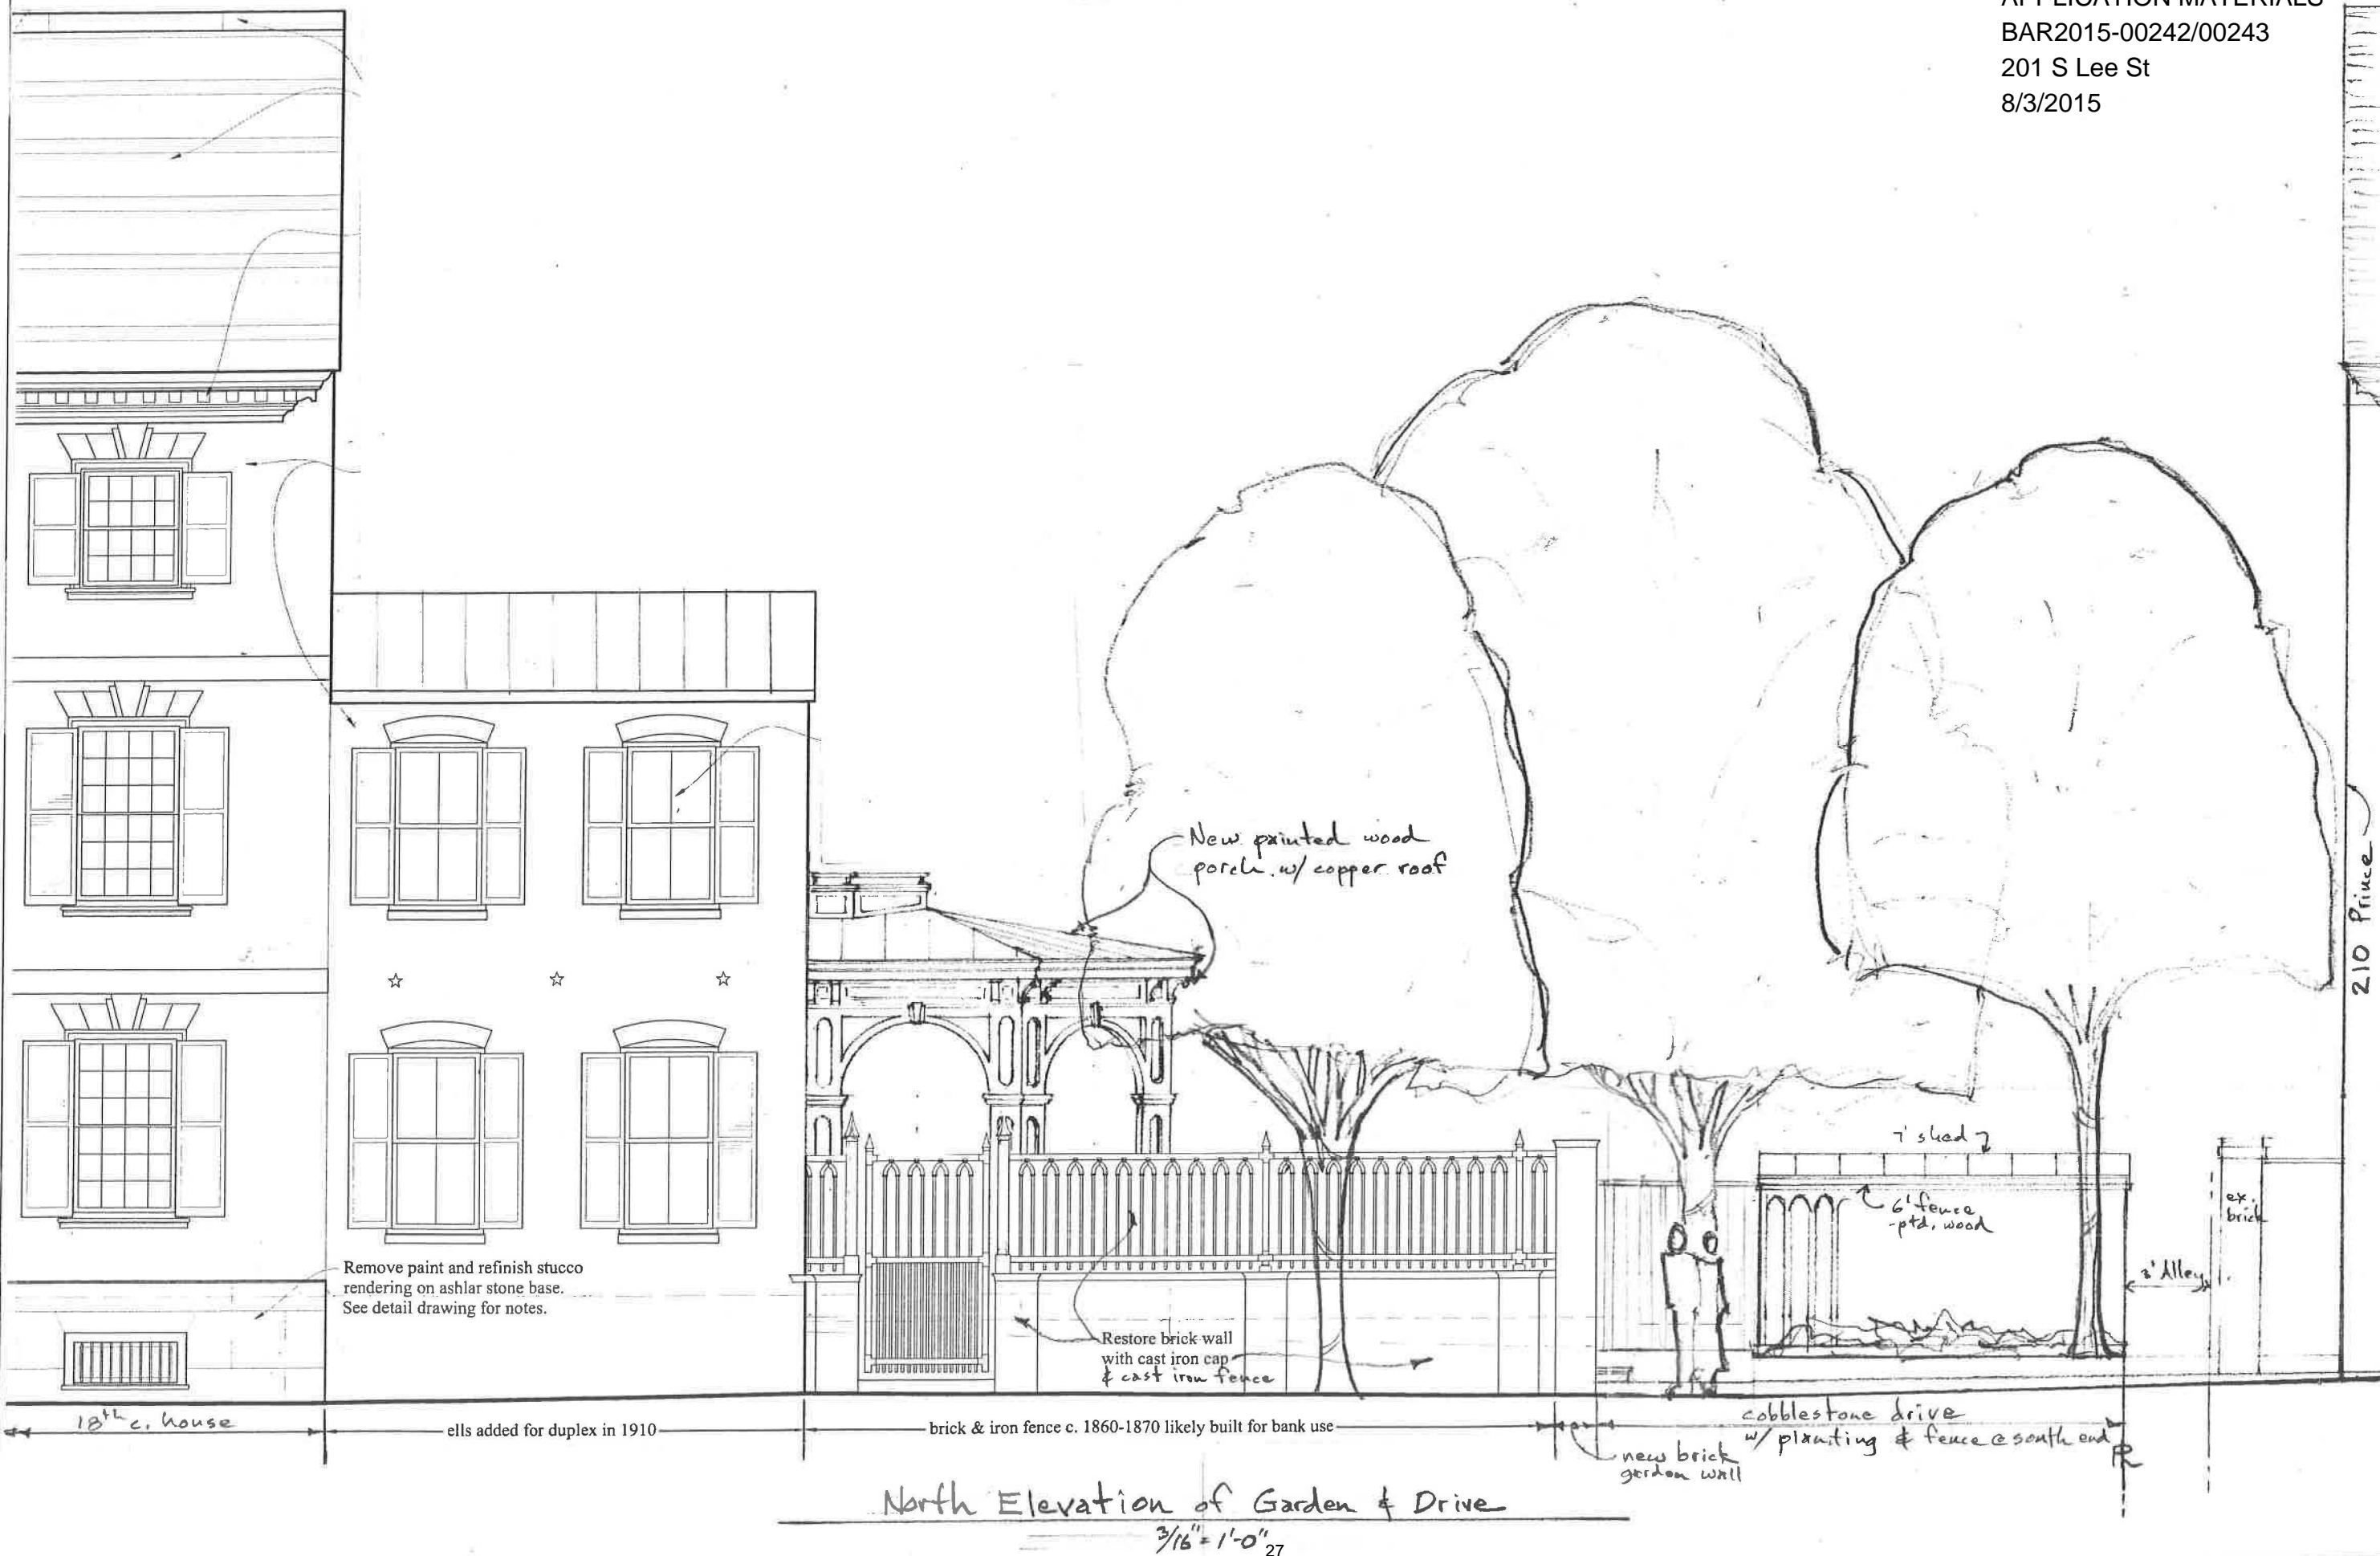 APPLICATION MATERIALS
BAR2015-00242/00243
201 S Lee St
8/3/2015
New painted wood
porch w/ copper roof
210 Prince
7' shed
6' fence
-ptd. wood
ex.
brick
3' Alley
Remove paint and refinish stucco
rendering on ashlar stone base.
See detail drawing for notes.
Restore brick wall
with cast iron cap
& cast iron fence
18th c. house
ells added for duplex in 1910
brick & iron fence c. 1860-1870 likely built for bank use
new brick
garden wall
cobblestone drive
w/ planting & fence @ south end
PL
North Elevation of Garden & Drive
3/16" = 1'-0"
27